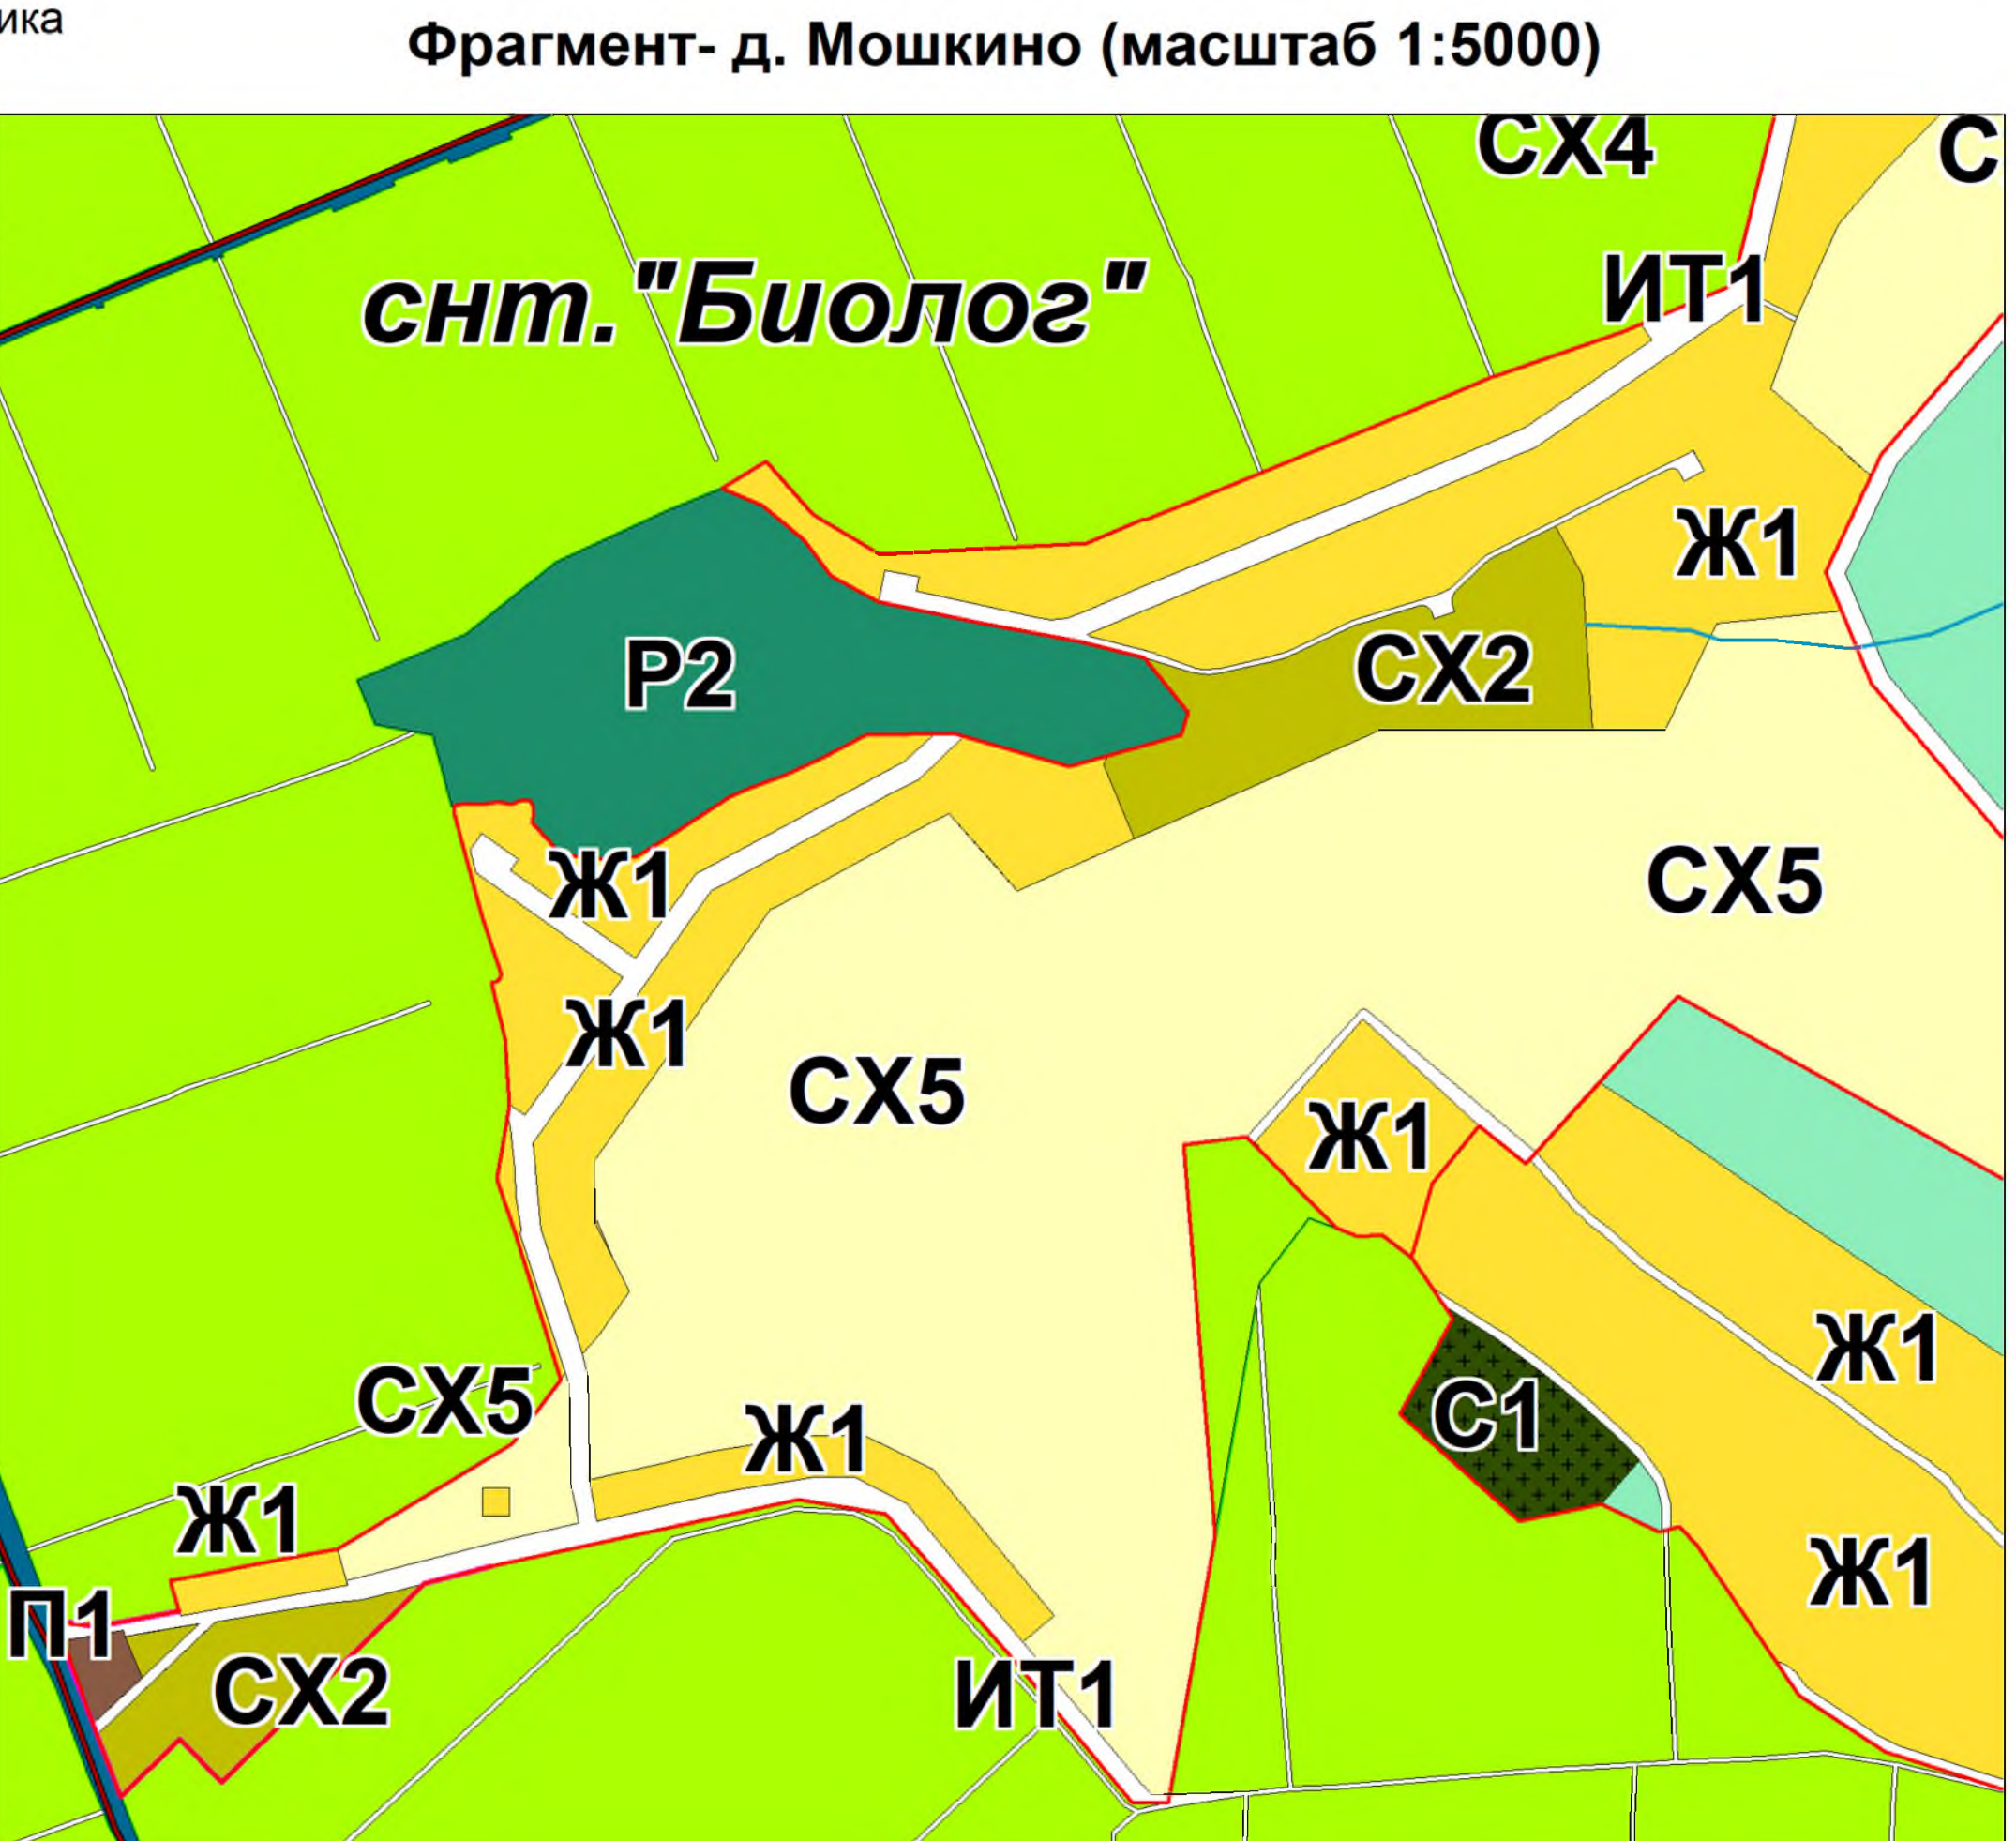 ика
Фрагмент- д. Мошкино (масштаб 1:5000)
СХ4
С
ИТ1
снт. "Биолог"
Ж1
Р2
СХ2
Ж1
СХ5
Ж1
СХ5
Ж1
Ж1
СХ5
С1
Ж1
Ж1
Ж1
П1
СХ2
ИТ1